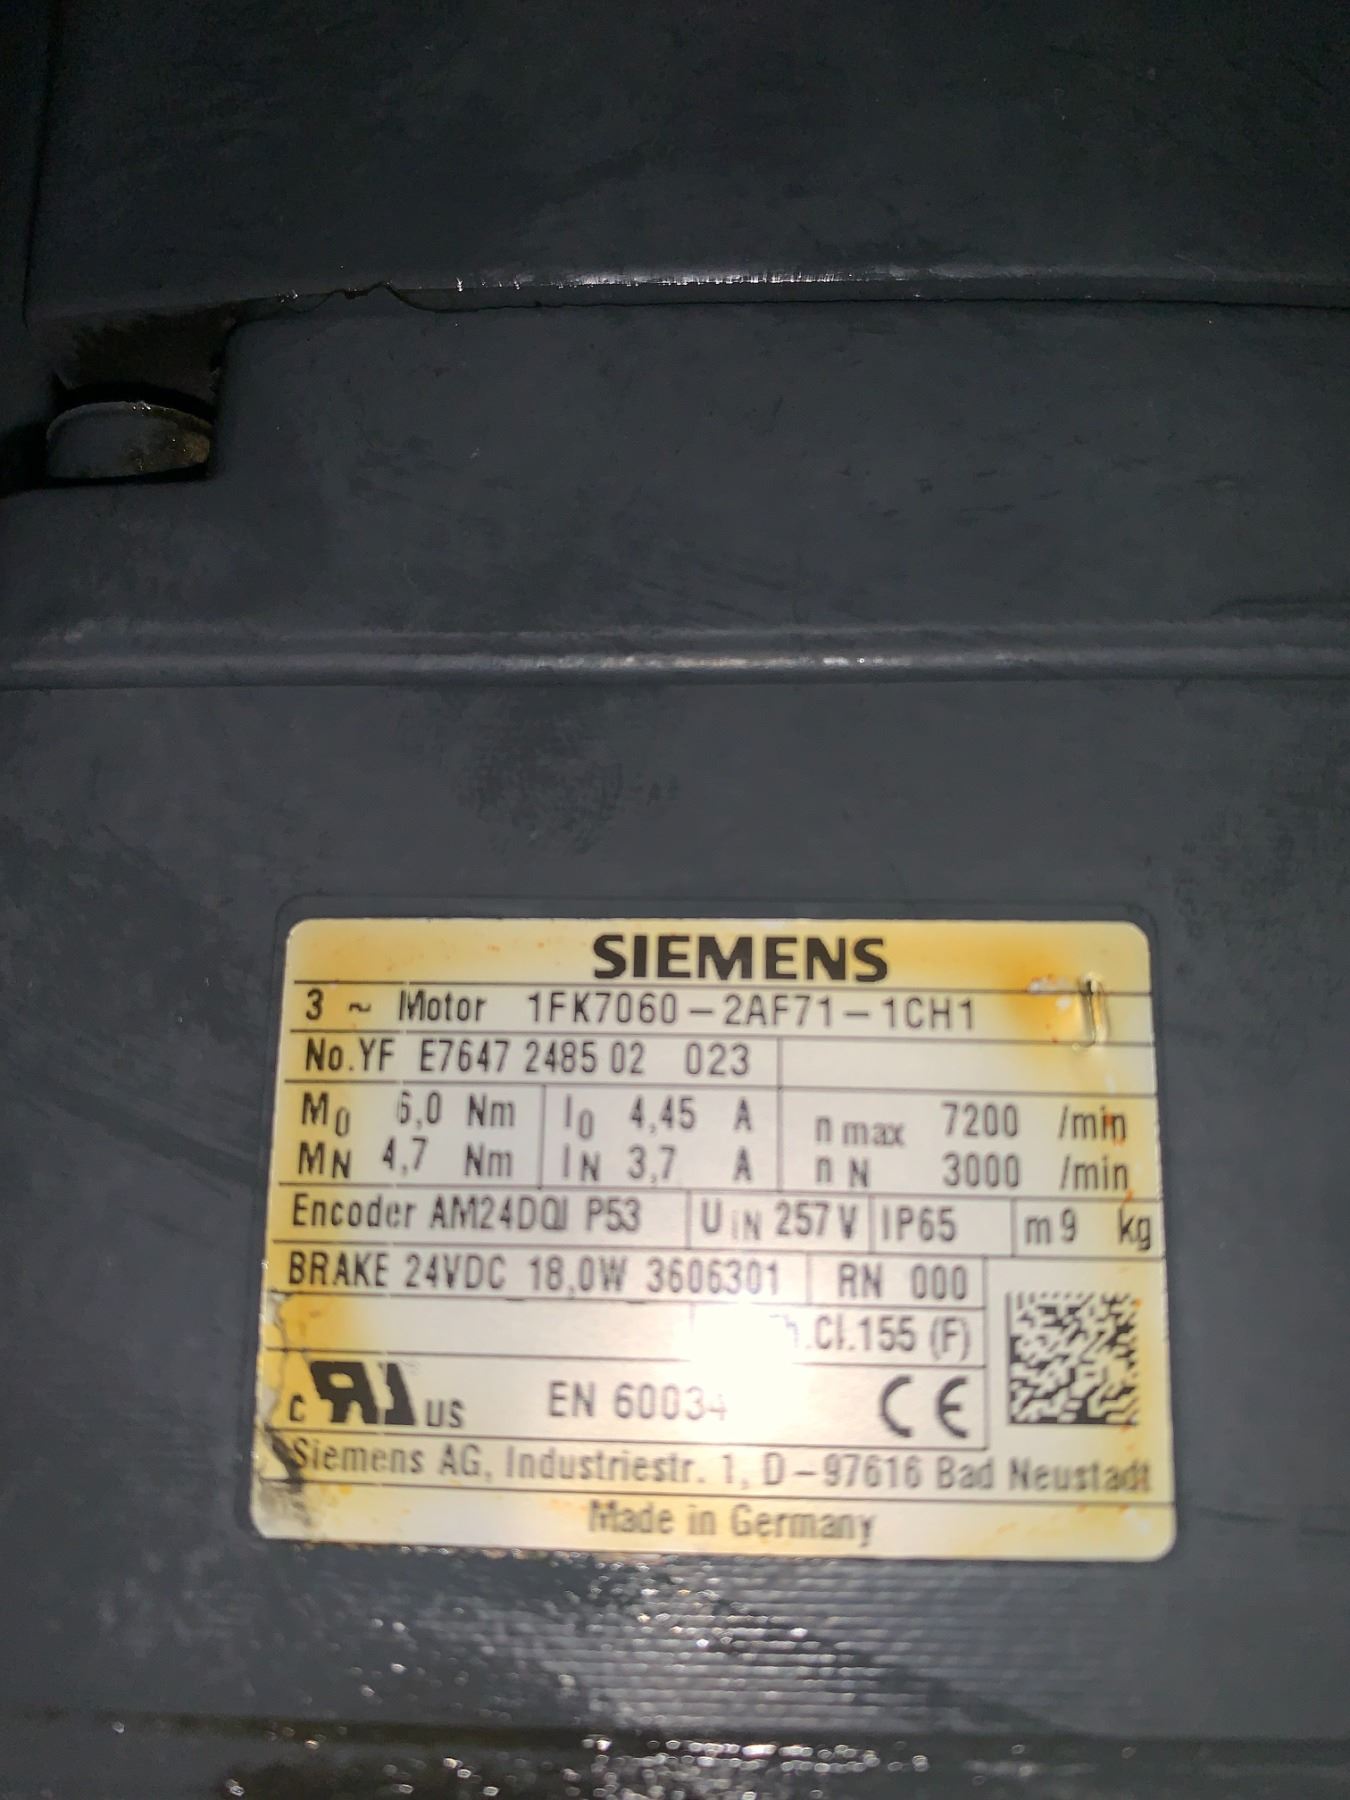 SIEMENS
3 ~ Motor 1FK7060-2AF71-1CH1
No.YF E7647 2485 02 023
M0 6,0 Nm I0 4,45 A n max 7200 /min
MN 4,7 Nm IN 3,7 A n N 3000 /min
Encoder AM24DQI P53 UIN 257 V IP65 m 9 kg
BRAKE 24VDC 18,0W 3606301 RN 000
.Cl.155 (F)
c RU US EN 60034 CE
Siemens AG, Industriestr. 1, D-97616 Bad Neustadt
Made in Germany